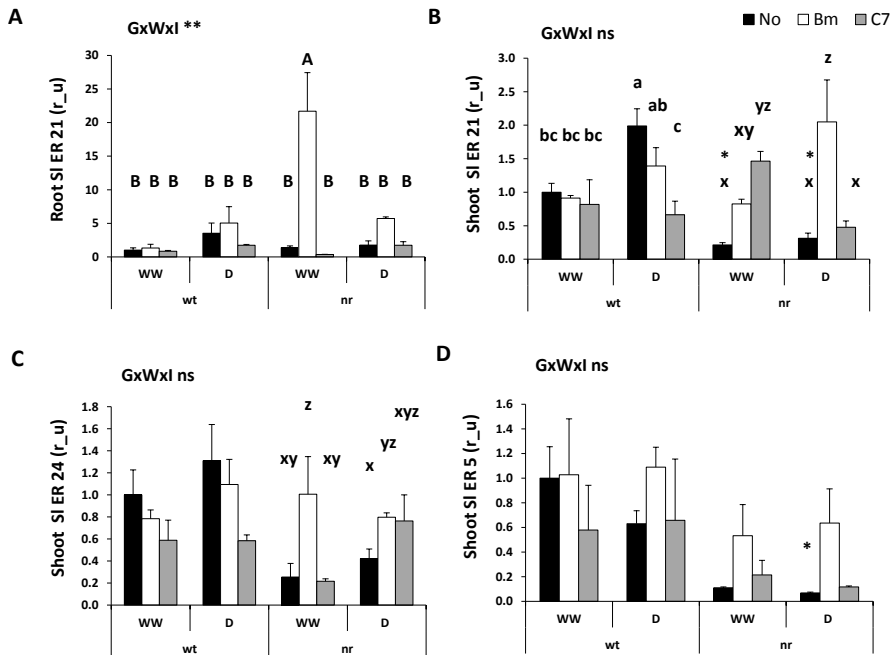 No Bm C7
A
GxWxI **
Root Sl ER 21 (r_u)
30
25
20
15
10
5
0
A
B B B B B B B B B B B
WW D WW D
wt nr
B
GxWxI ns
Shoot Sl ER 21 (r_u)
3.0
2.5
2.0
1.5
1.0
0.5
0.0
z
a
yz
ab
xy
c
bc bc bc
* *
x x x
WW D WW D
wt nr
C
GxWxI ns
Shoot Sl ER 24 (r_u)
1.8
1.6
1.4
1.2
1.0
0.8
0.6
0.4
0.2
0.0
z xyz
yz
xy xy x
WW D WW D
wt nr
D
GxWxI ns
Shoot Sl ER 5 (r_u)
1.6
1.4
1.2
1.0
0.8
0.6
0.4
0.2
0.0
*
WW D WW D
wt nr